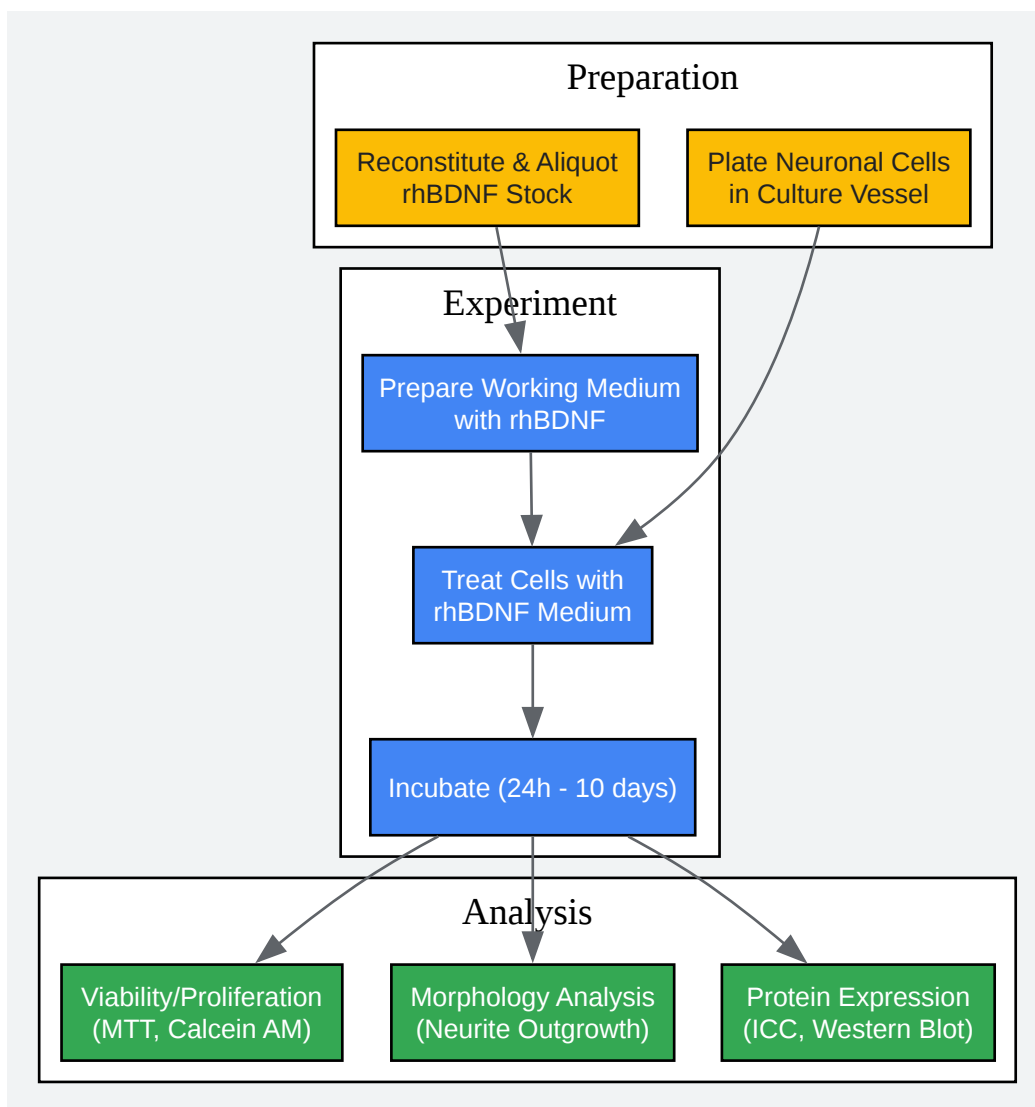 Preparation
Reconstitute & Aliquot
rhBDNF Stock
Plate Neuronal Cells
in Culture Vessel
Experiment
Prepare Working Medium
with rhBDNF
Treat Cells with
rhBDNF Medium
Incubate (24h - 10 days)
Analysis
Viability/Proliferation
(MTT, Calcein AM)
Morphology Analysis
(Neurite Outgrowth)
Protein Expression
(ICC, Western Blot)